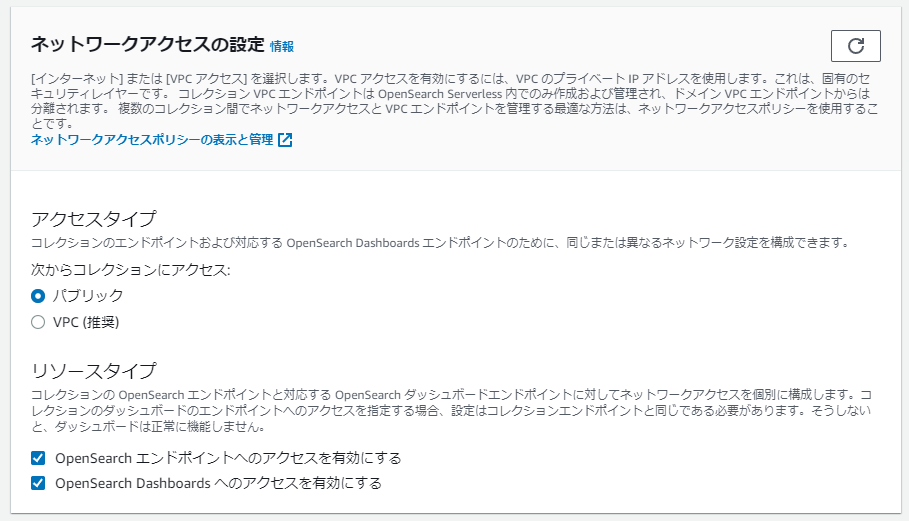 ネットワークアクセスの設定 情報
[インターネット] または [VPC アクセス] を選択します。VPC アクセスを有効にするには、VPC のプライベート IP アドレスを使用します。これは、固有のセ
キュリティレイヤーです。 コレクション VPC エンドポイントは OpenSearch Serverless 内でのみ作成および管理され、ドメイン VPC エンドポイントからは
分離されます。 複数のコレクション間でネットワークアクセスと VPC エンドポイントを管理する最適な方法は、ネットワークアクセスポリシーを使用するこ
とです。
ネットワークアクセスポリシーの表示と管理
アクセスタイプ
コレクションのエンドポイントおよび対応する OpenSearch Dashboards エンドポイントのために、同じまたは異なるネットワーク設定を構成できます。
次からコレクションにアクセス:
パブリック
VPC (推奨)
リソースタイプ
コレクションの OpenSearch エンドポイントと対応する OpenSearch ダッシュボードエンドポイントに対してネットワークアクセスを個別に構成します。コ
レクションのダッシュボードのエンドポイントへのアクセスを指定する場合、設定はコレクションエンドポイントと同じである必要があります。そうしない
と、ダッシュボードは正常に機能しません。
OpenSearch エンドポイントへのアクセスを有効にする
OpenSearch Dashboards へのアクセスを有効にする